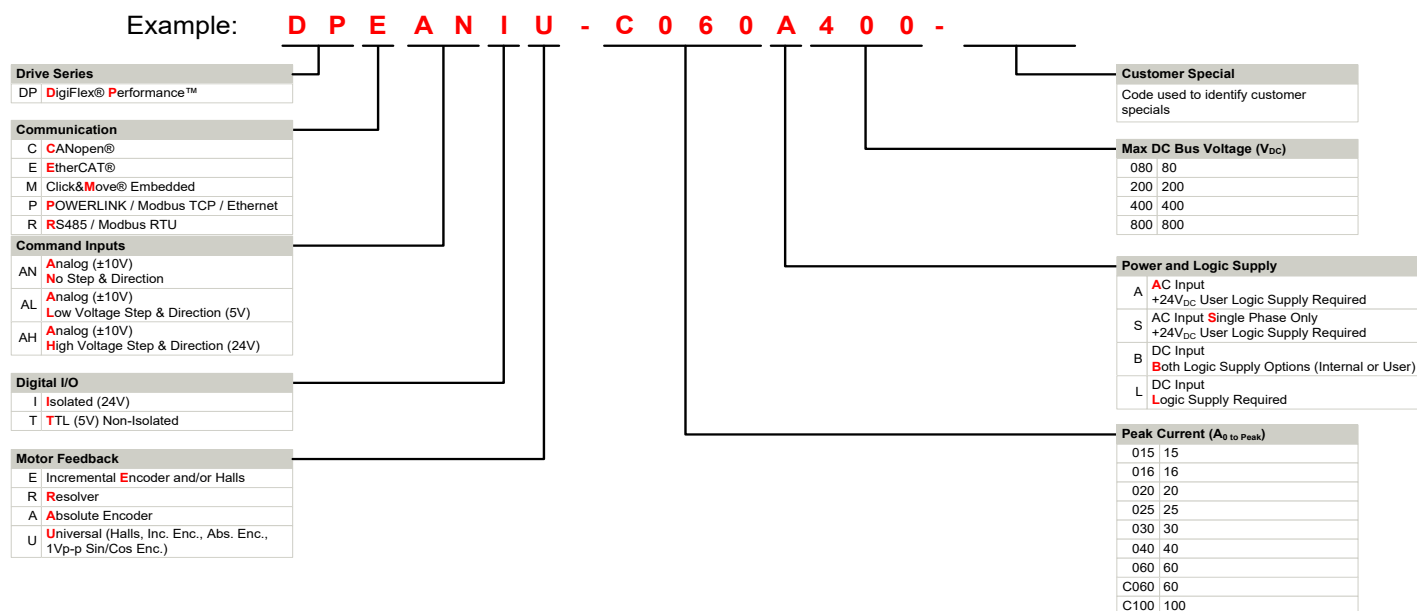 Example: D P E A N I U - C 0 6 0 A 4 0 0 -
Drive Series
DP DigiFlex® Performance™
Communication
C CANopen®
E EtherCAT®
M Click&Move® Embedded
P POWERLINK / Modbus TCP / Ethernet
R RS485 / Modbus RTU
Command Inputs
AN Analog (±10V)
No Step & Direction
AL Analog (±10V)
Low Voltage Step & Direction (5V)
AH Analog (±10V)
High Voltage Step & Direction (24V)
Digital I/O
I Isolated (24V)
T TTL (5V) Non-Isolated
Motor Feedback
E Incremental Encoder and/or Halls
R Resolver
A Absolute Encoder
U Universal (Halls, Inc. Enc., Abs. Enc.,
1Vp-p Sin/Cos Enc.)
Customer Special
Code used to identify customer
specials
Max DC Bus Voltage (VDC)
080 80
200 200
400 400
800 800
Power and Logic Supply
A AC Input
+24VDC User Logic Supply Required
S AC Input Single Phase Only
+24VDC User Logic Supply Required
B DC Input
Both Logic Supply Options (Internal or User)
L DC Input
Logic Supply Required
Peak Current (A0 to Peak)
015 15
016 16
020 20
025 25
030 30
040 40
060 60
C060 60
C100 100